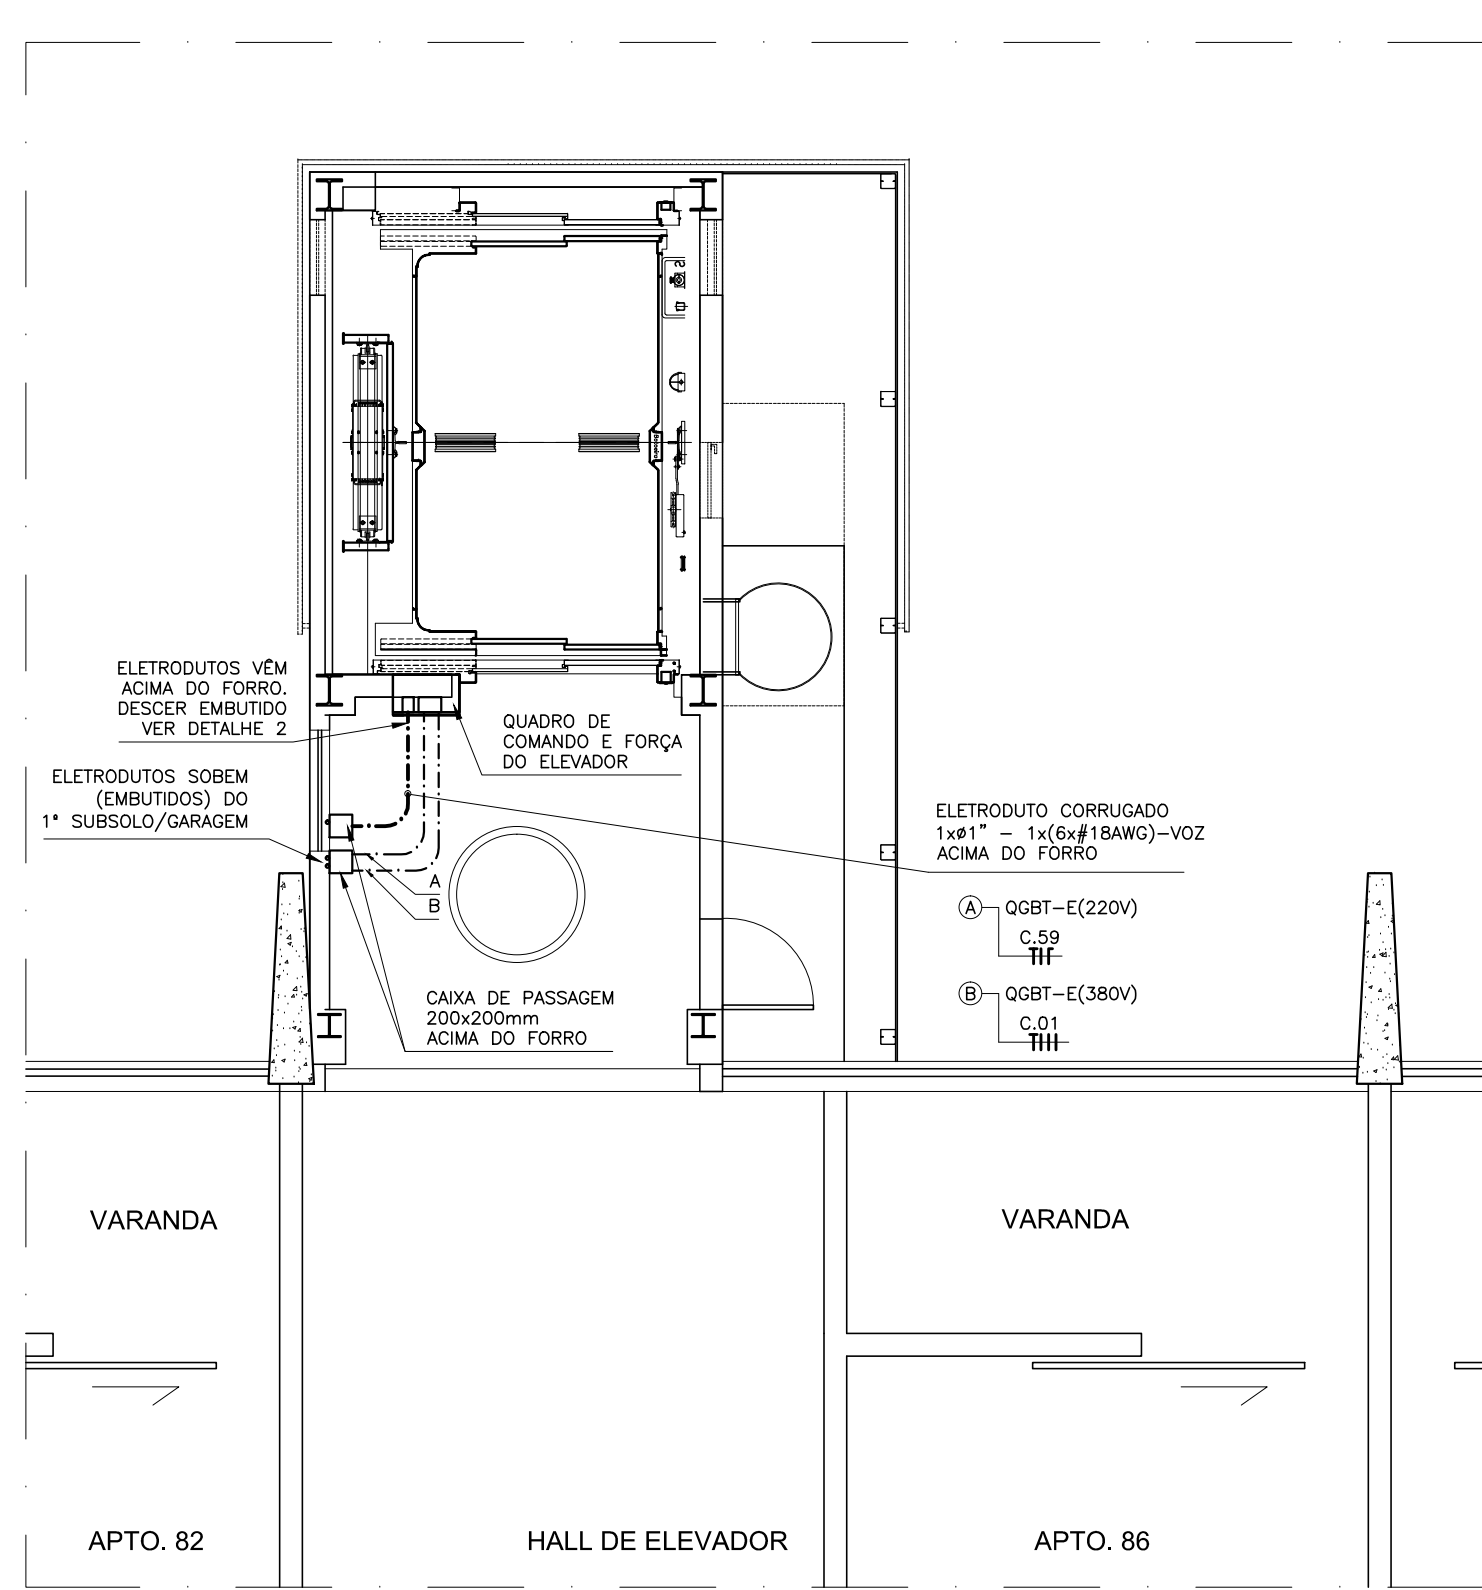 ELETRODUTOS VÊM
ACIMA DO FORRO.
DESCER EMBUTIDO
VER DETALHE 2
QUADRO DE
COMANDO E FORÇA
DO ELEVADOR
ELETRODUTOS SOBEM
(EMBUTIDOS) DO
1º SUBSOLO/GARAGEM
ELETRODUTO CORRUGADO
1xø1" – 1x(6x#18AWG)–VOZ
ACIMA DO FORRO
A
B
A QGBT–E(220V)
C.59
B QGBT–E(380V)
C.01
CAIXA DE PASSAGEM
200x200mm
ACIMA DO FORRO
VARANDA
VARANDA
APTO. 82
HALL DE ELEVADOR
APTO. 86